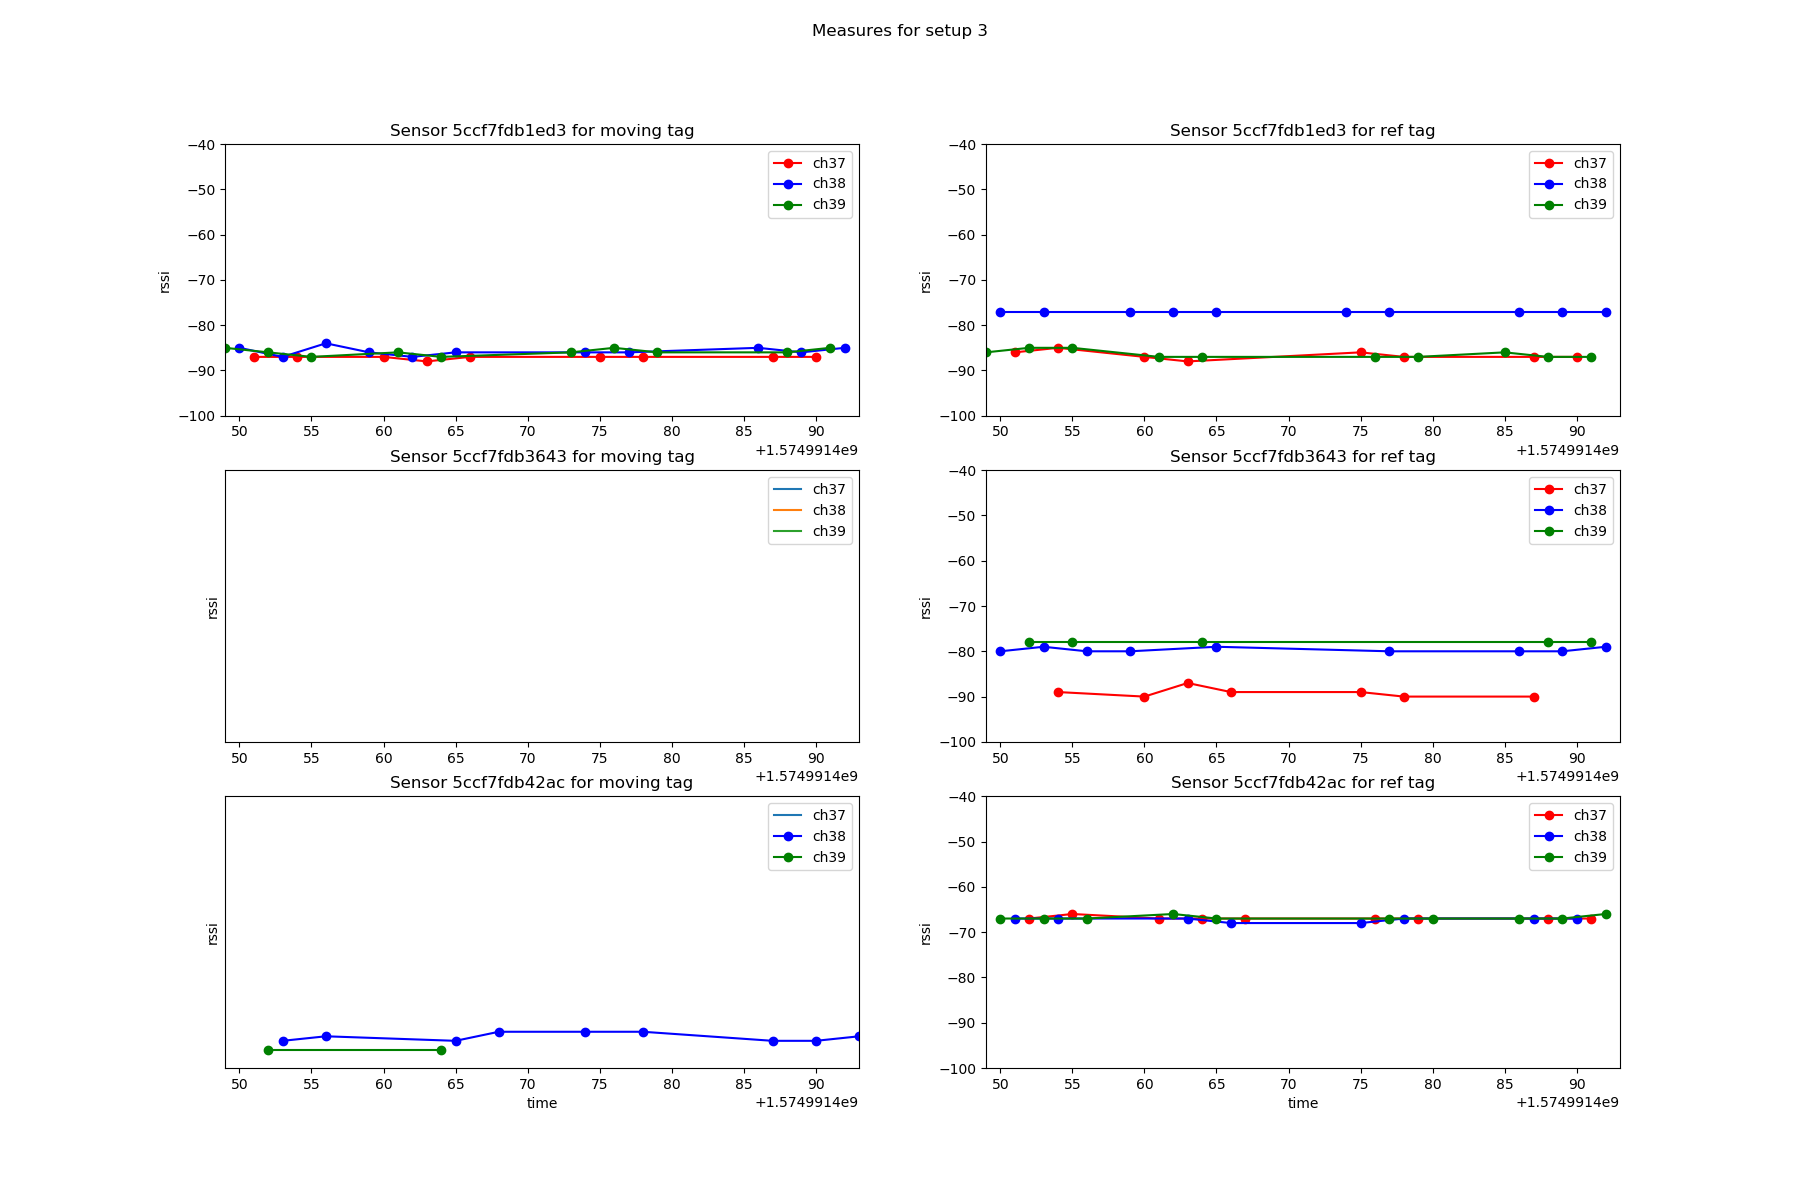 Measures for setup 3
Sensor 5ccf7fdb1ed3 for moving tag
−40
−50
−60
−70
−80
−90
−100
rssi
ch37
ch38
ch39
50 55 60 65 70 75 80 85 90
+1.5749914e9
Sensor 5ccf7fdb1ed3 for ref tag
−40
−50
−60
−70
−80
−90
−100
rssi
ch37
ch38
ch39
50 55 60 65 70 75 80 85 90
+1.5749914e9
Sensor 5ccf7fdb3643 for moving tag
rssi
ch37
ch38
ch39
50 55 60 65 70 75 80 85 90
+1.5749914e9
Sensor 5ccf7fdb3643 for ref tag
−40
−50
−60
−70
−80
−90
−100
rssi
ch37
ch38
ch39
50 55 60 65 70 75 80 85 90
+1.5749914e9
Sensor 5ccf7fdb42ac for moving tag
rssi
ch37
ch38
ch39
50 55 60 65 70 75 80 85 90
time
+1.5749914e9
Sensor 5ccf7fdb42ac for ref tag
−40
−50
−60
−70
−80
−90
−100
rssi
ch37
ch38
ch39
50 55 60 65 70 75 80 85 90
time
+1.5749914e9